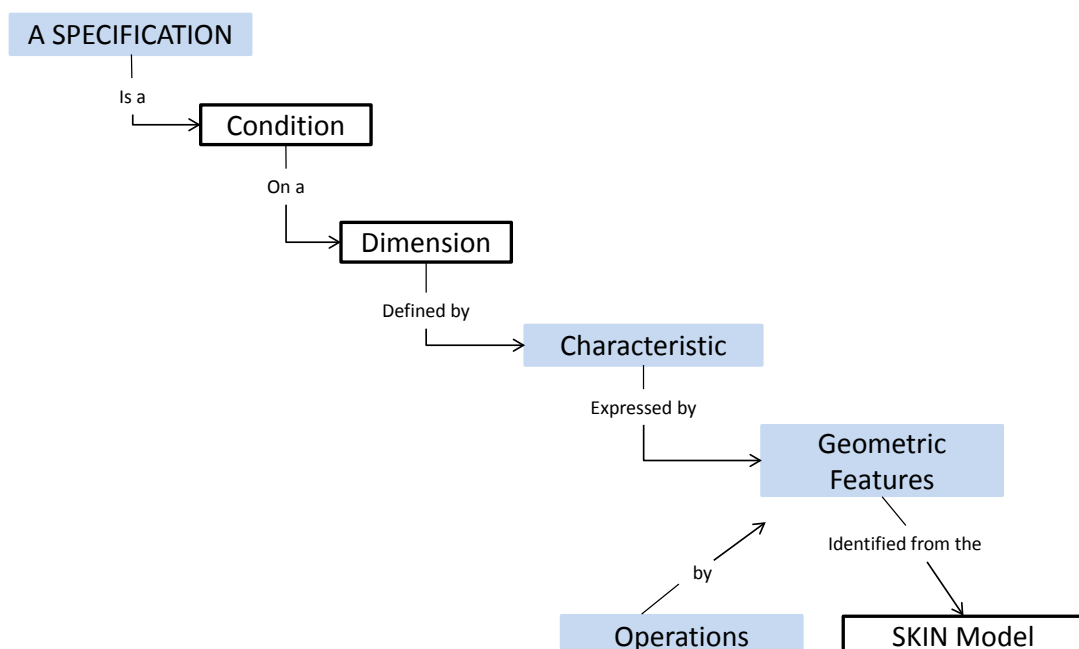 A SPECIFICATION
Is a
Condition
On a
Dimension
Defined by
Characteristic
Expressed by
Geometric
Features
Identified from the
by
Operations
SKIN Model